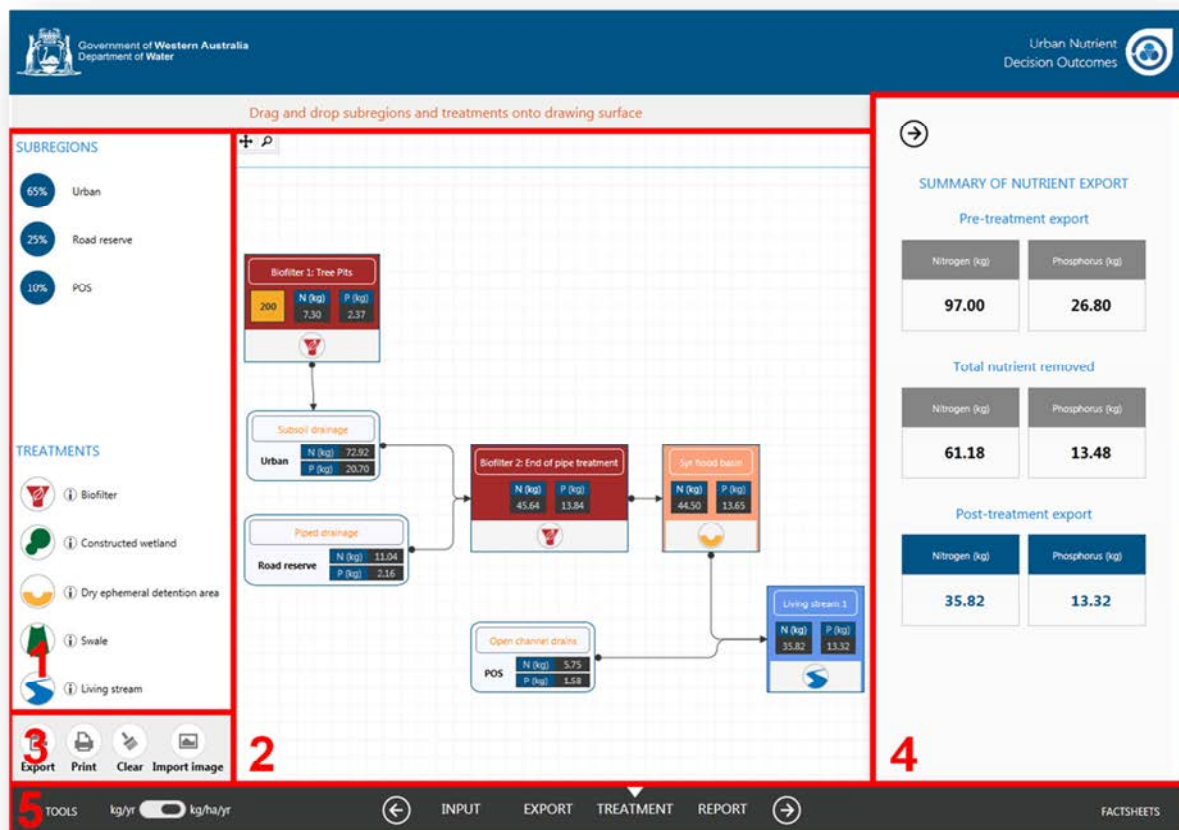 Government of Western Australia
Department of Water
Urban Nutrient
Decision Outcomes
Drag and drop subregions and treatments onto drawing surface
SUBREGIONS
65% Urban
25% Road reserve
10% POS
TREATMENTS
Biofilter
Constructed wetland
Dry ephemeral detention area
Swale
1
Living stream
3
Export Print Clear Import image
Biofilter 1: Tree Pits
200 N (kg) P (kg)
7.30 2.37
Subsoil drainage
Urban N (kg) 72.92
P (kg) 20.70
Piped drainage
Road reserve N (kg) 11.04
P (kg) 2.16
Biofilter 2: End of pipe treatment
N (kg) P (kg)
45.64 13.84
5yr flood basin
N (kg) P (kg)
44.50 13.65
Open channel drains
POS N (kg) 5.75
P (kg) 1.58
Living stream 1
N (kg) P (kg)
35.82 13.32
2
SUMMARY OF NUTRIENT EXPORT
Pre-treatment export
Nitrogen (kg) Phosphorus (kg)
97.00 26.80
Total nutrient removed
Nitrogen (kg) Phosphorus (kg)
61.18 13.48
Post-treatment export
Nitrogen (kg) Phosphorus (kg)
35.82 13.32
4
5
TOOLS kg/yr kg/ha/yr INPUT EXPORT TREATMENT REPORT FACTSHEETS